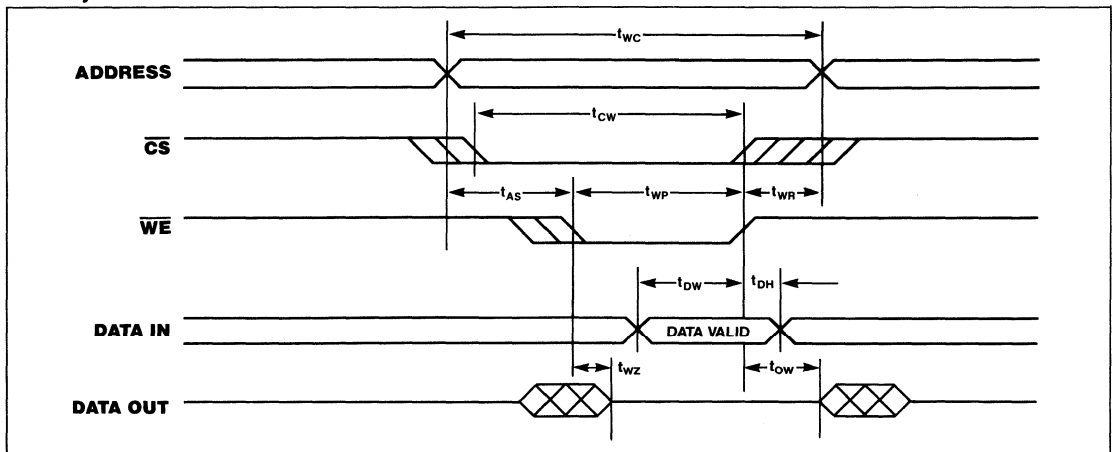 tWC
ADDRESS
tCW
CS
tAS tWP tWR
WE
tDW tDH
DATA IN DATA VALID
tWZ tOW
DATA OUT